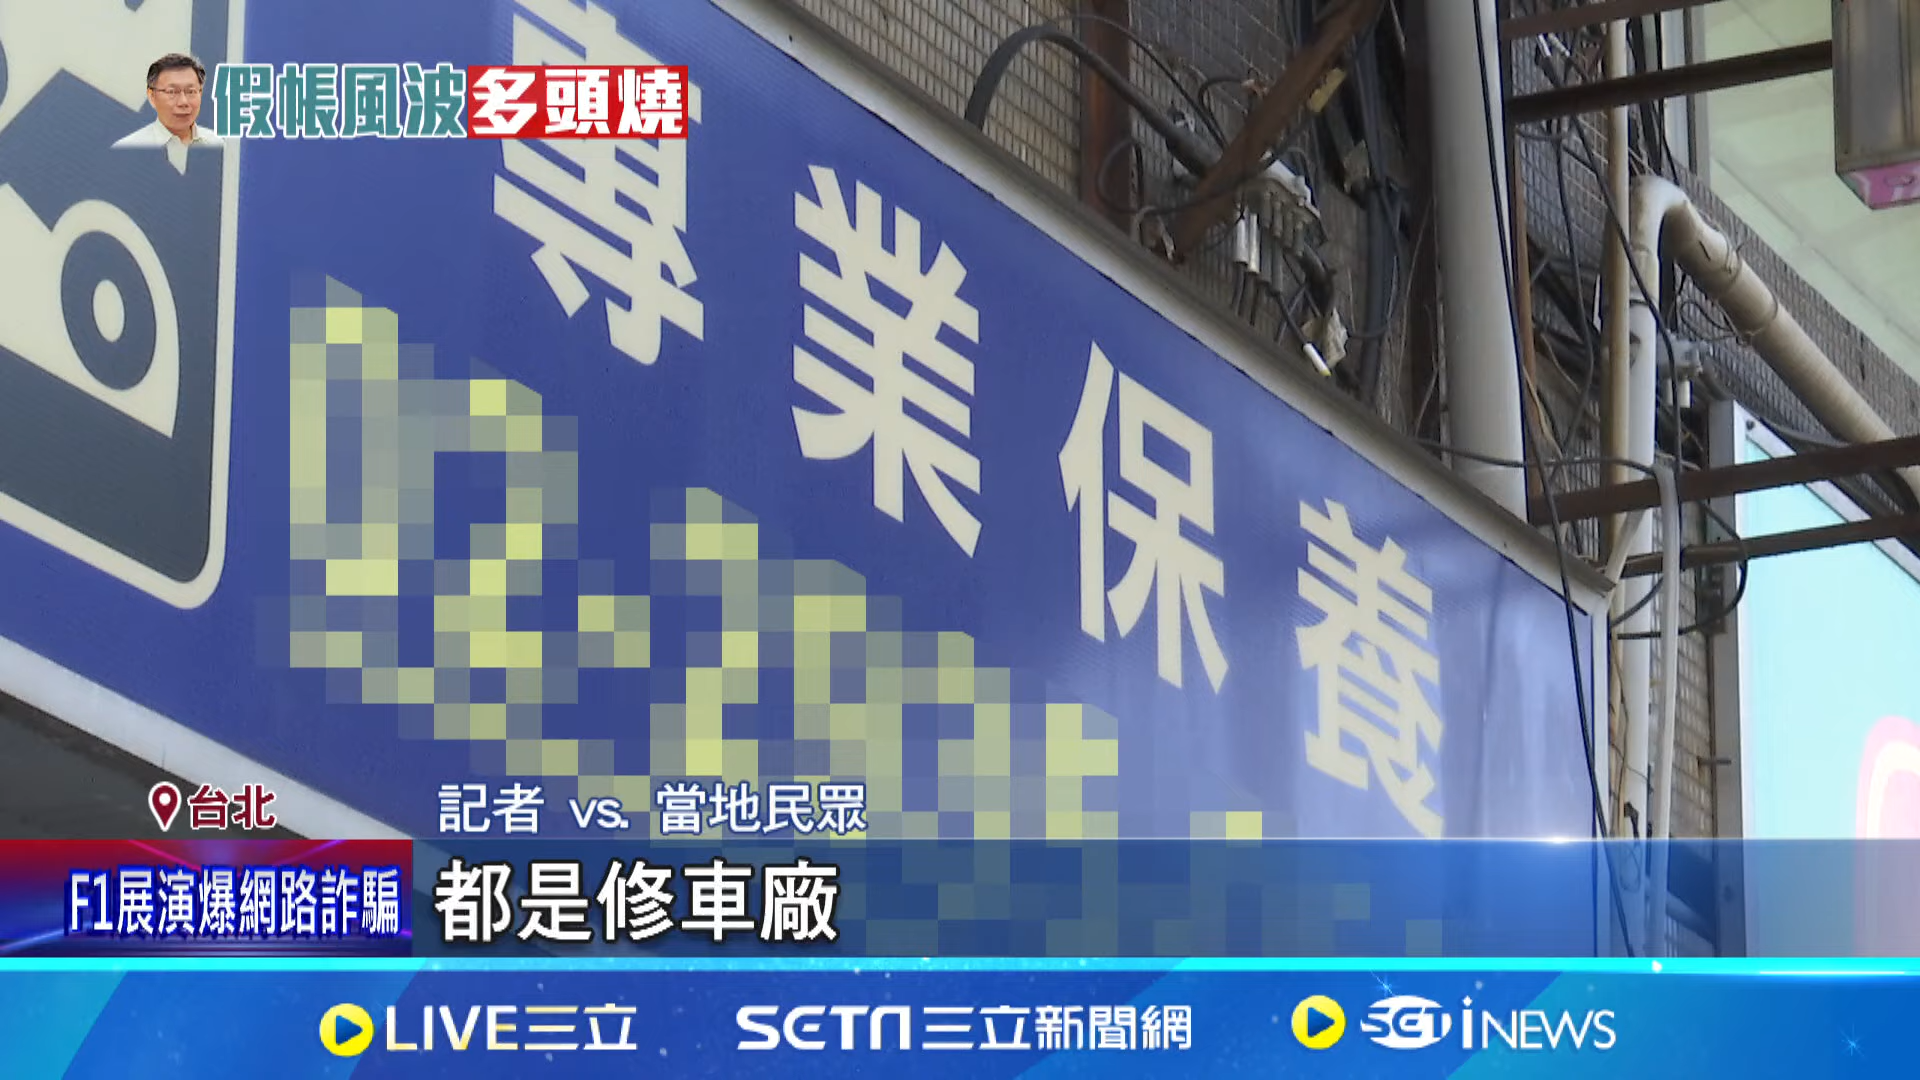 假帳風波多頭燒
專業保養
台北
記者 vs. 當地民眾
F1展演爆網路詐騙
都是修車廠
LIVE三立
SETN三立新聞網
SETiNEWS